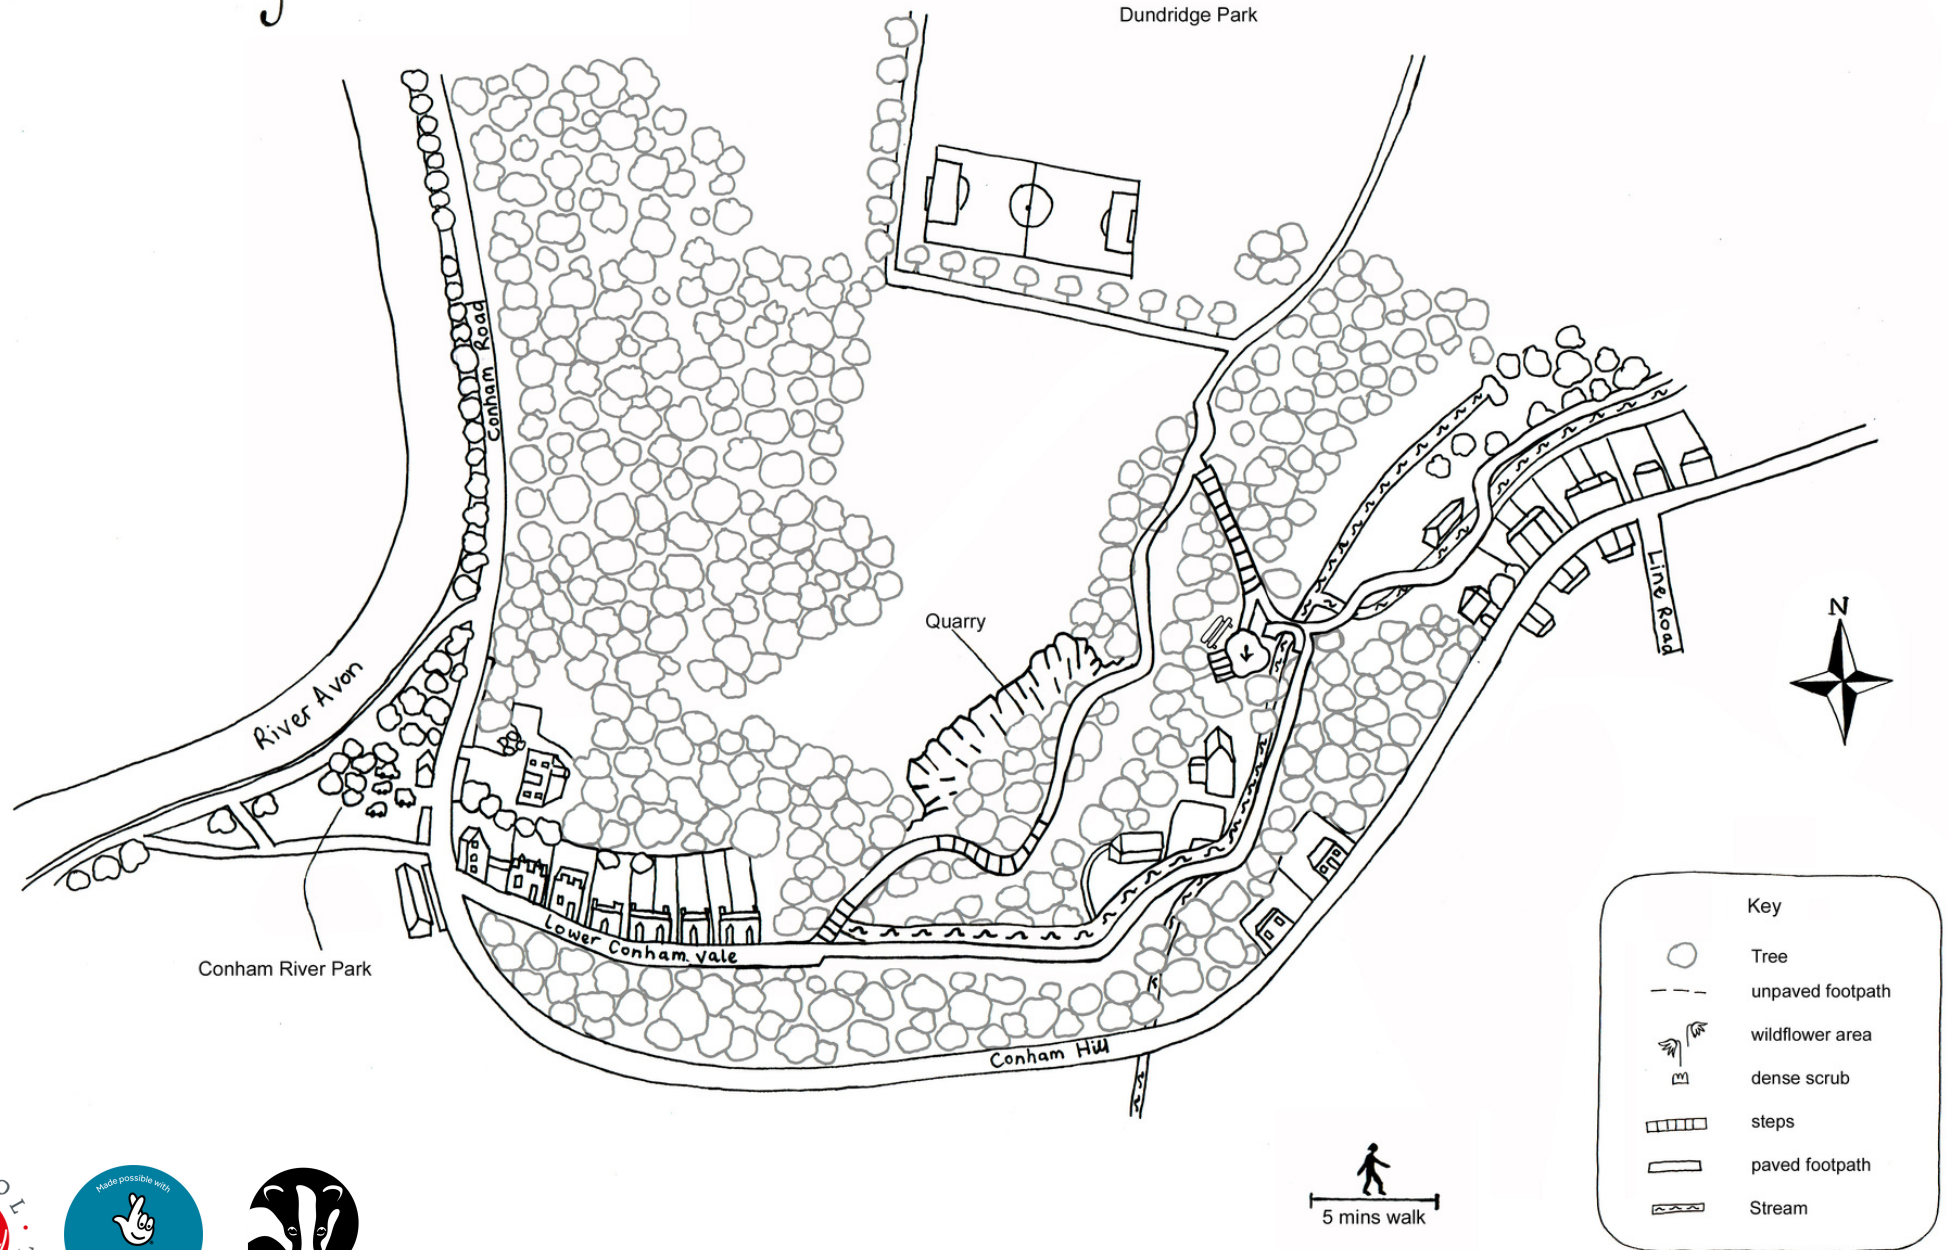 Dundridge Park
Conham Road
Quarry
Line Road
N
River Avon
Conham River Park
Lower Conham Vale
Conham Hill
Key
Tree
unpaved footpath
wildflower area
dense scrub
steps
paved footpath
Stream
5 mins walk
Made possible with